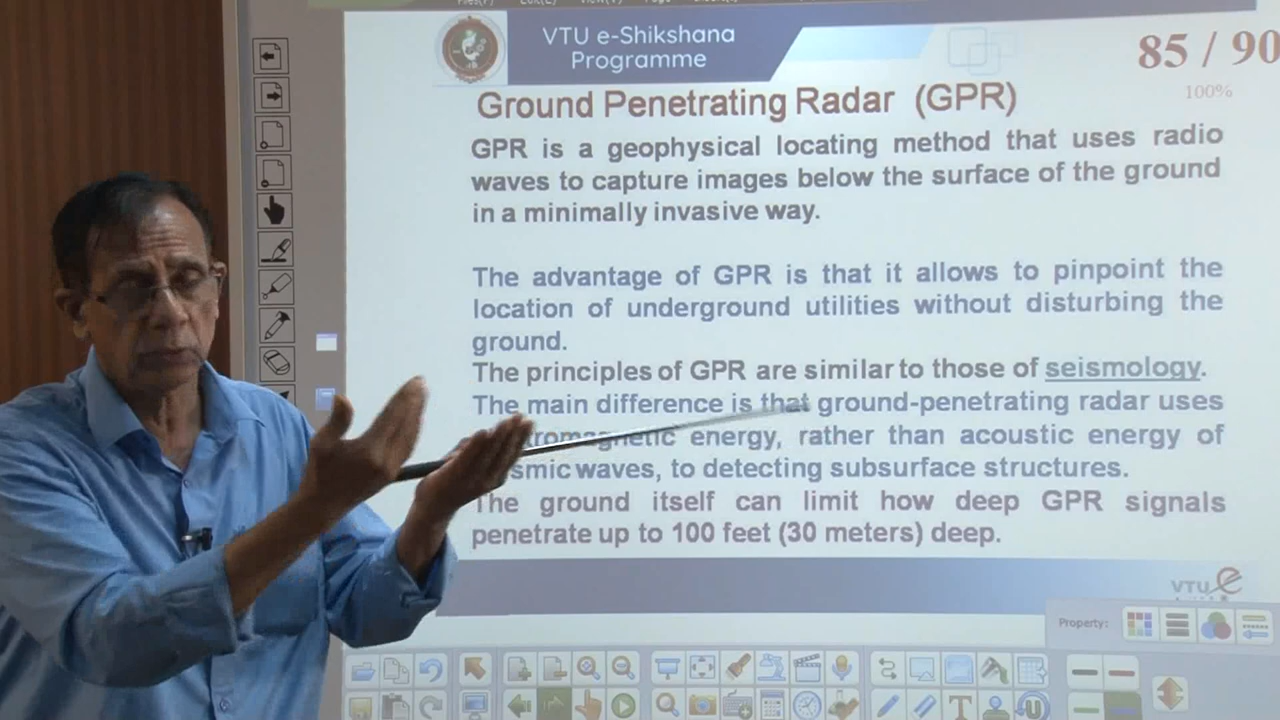 VTU e-Shikshana
Programme
85 / 90
100%
Ground Penetrating Radar (GPR)
GPR is a geophysical locating method that uses radio
waves to capture images below the surface of the ground
in a minimally invasive way.
The advantage of GPR is that it allows to pinpoint the
location of underground utilities without disturbing the
ground.
The principles of GPR are similar to those of seismology.
The main difference is that ground-penetrating radar uses
energy, rather than acoustic energy of
waves, to detecting subsurface structures.
The ground itself can limit how deep GPR signals
penetrate up to 100 feet (30 meters) deep.
VTU e
Property: